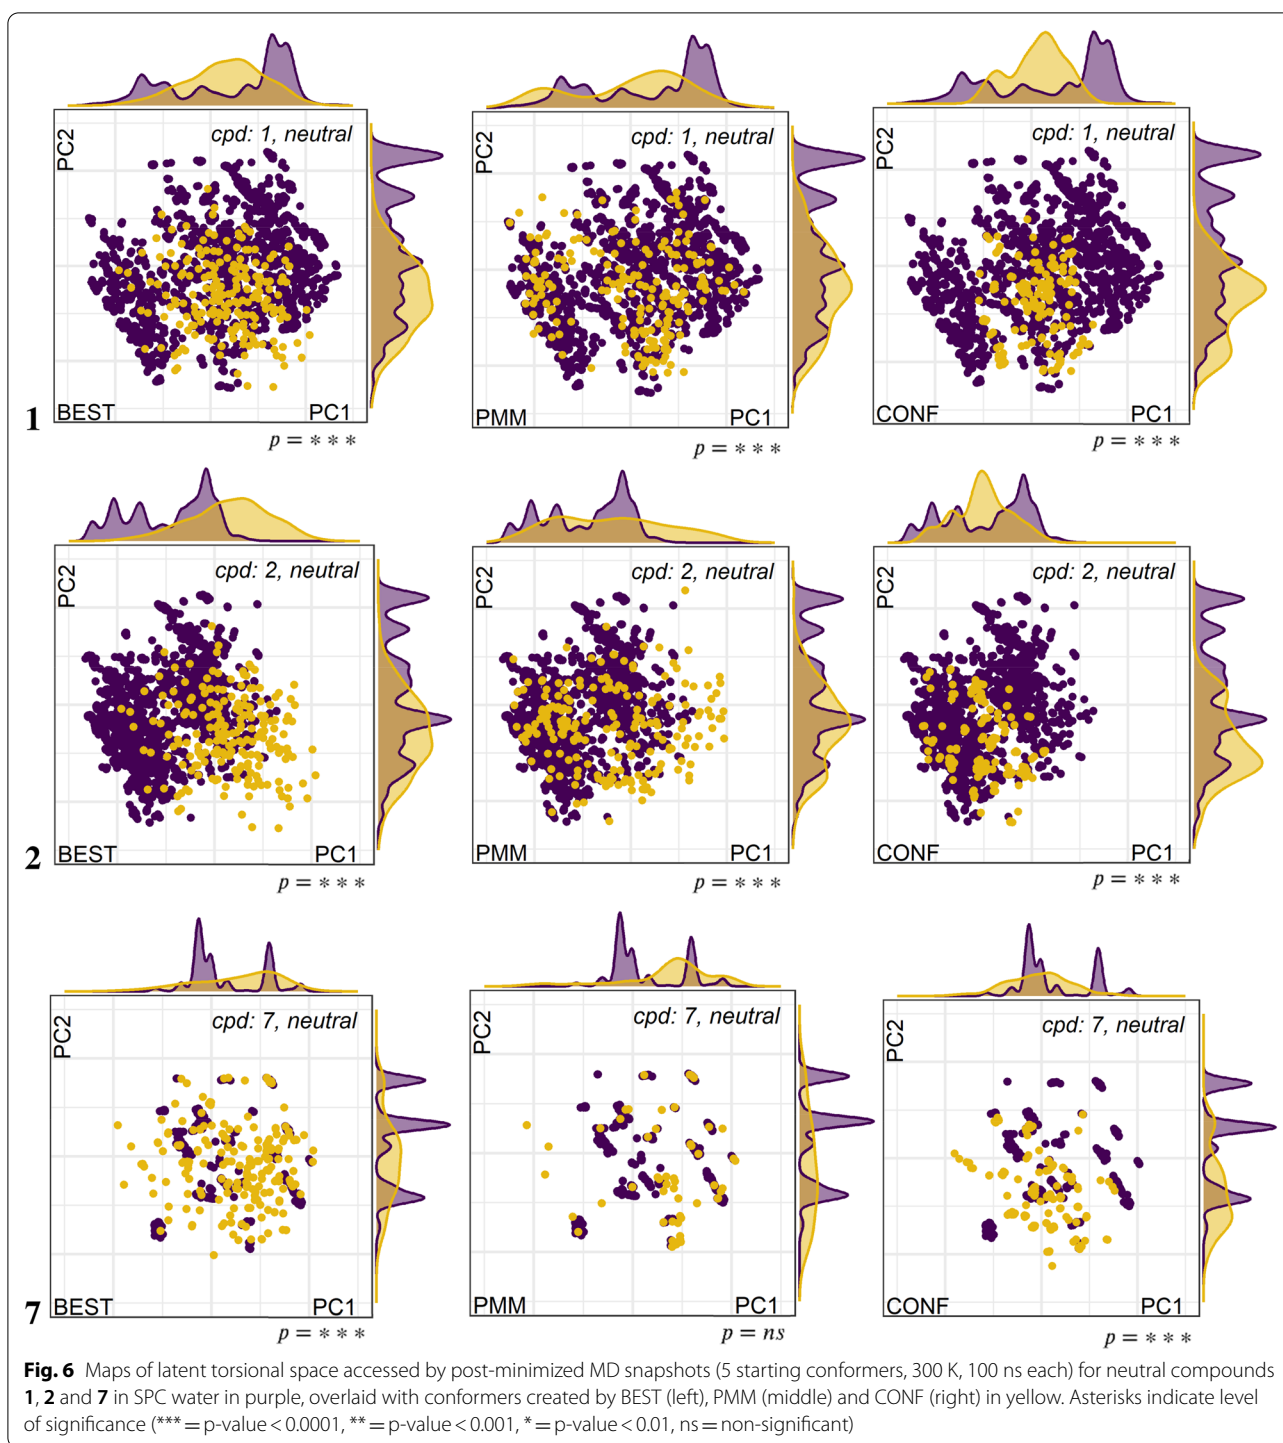 cpd: 1, neutral
PC2
BEST
PC1
p = ***
cpd: 1, neutral
PC2
PMM
PC1
p = ***
cpd: 1, neutral
PC2
CONF
PC1
p = ***
1
cpd: 2, neutral
PC2
BEST
PC1
p = ***
cpd: 2, neutral
PC2
PMM
PC1
p = ***
cpd: 2, neutral
PC2
CONF
PC1
p = ***
2
cpd: 7, neutral
PC2
BEST
PC1
p = ***
cpd: 7, neutral
PC2
PMM
PC1
p = ns
cpd: 7, neutral
PC2
CONF
PC1
p = ***
7
Fig. 6 Maps of latent torsional space accessed by post-minimized MD snapshots (5 starting conformers, 300 K, 100 ns each) for neutral compounds
1, 2 and 7 in SPC water in purple, overlaid with conformers created by BEST (left), PMM (middle) and CONF (right) in yellow. Asterisks indicate level
of significance (*** = p-value < 0.0001, ** = p-value < 0.001, * = p-value < 0.01, ns = non-significant)